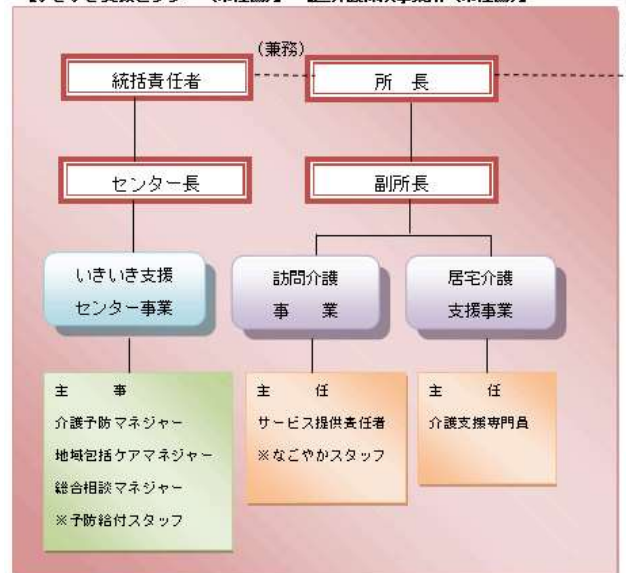 (兼務)
統括責任者
所 長
センター長
副所長
いきいき支援
センター事業
訪問介護
事 業
居宅介護
支援事業
主 事
介護予防マネジャー
地域包括ケアマネジャー
総合相談マネジャー
※予防給付スタッフ
主 任
サービス提供責任者
※なごやかスタッフ
主 任
介護支援専門員